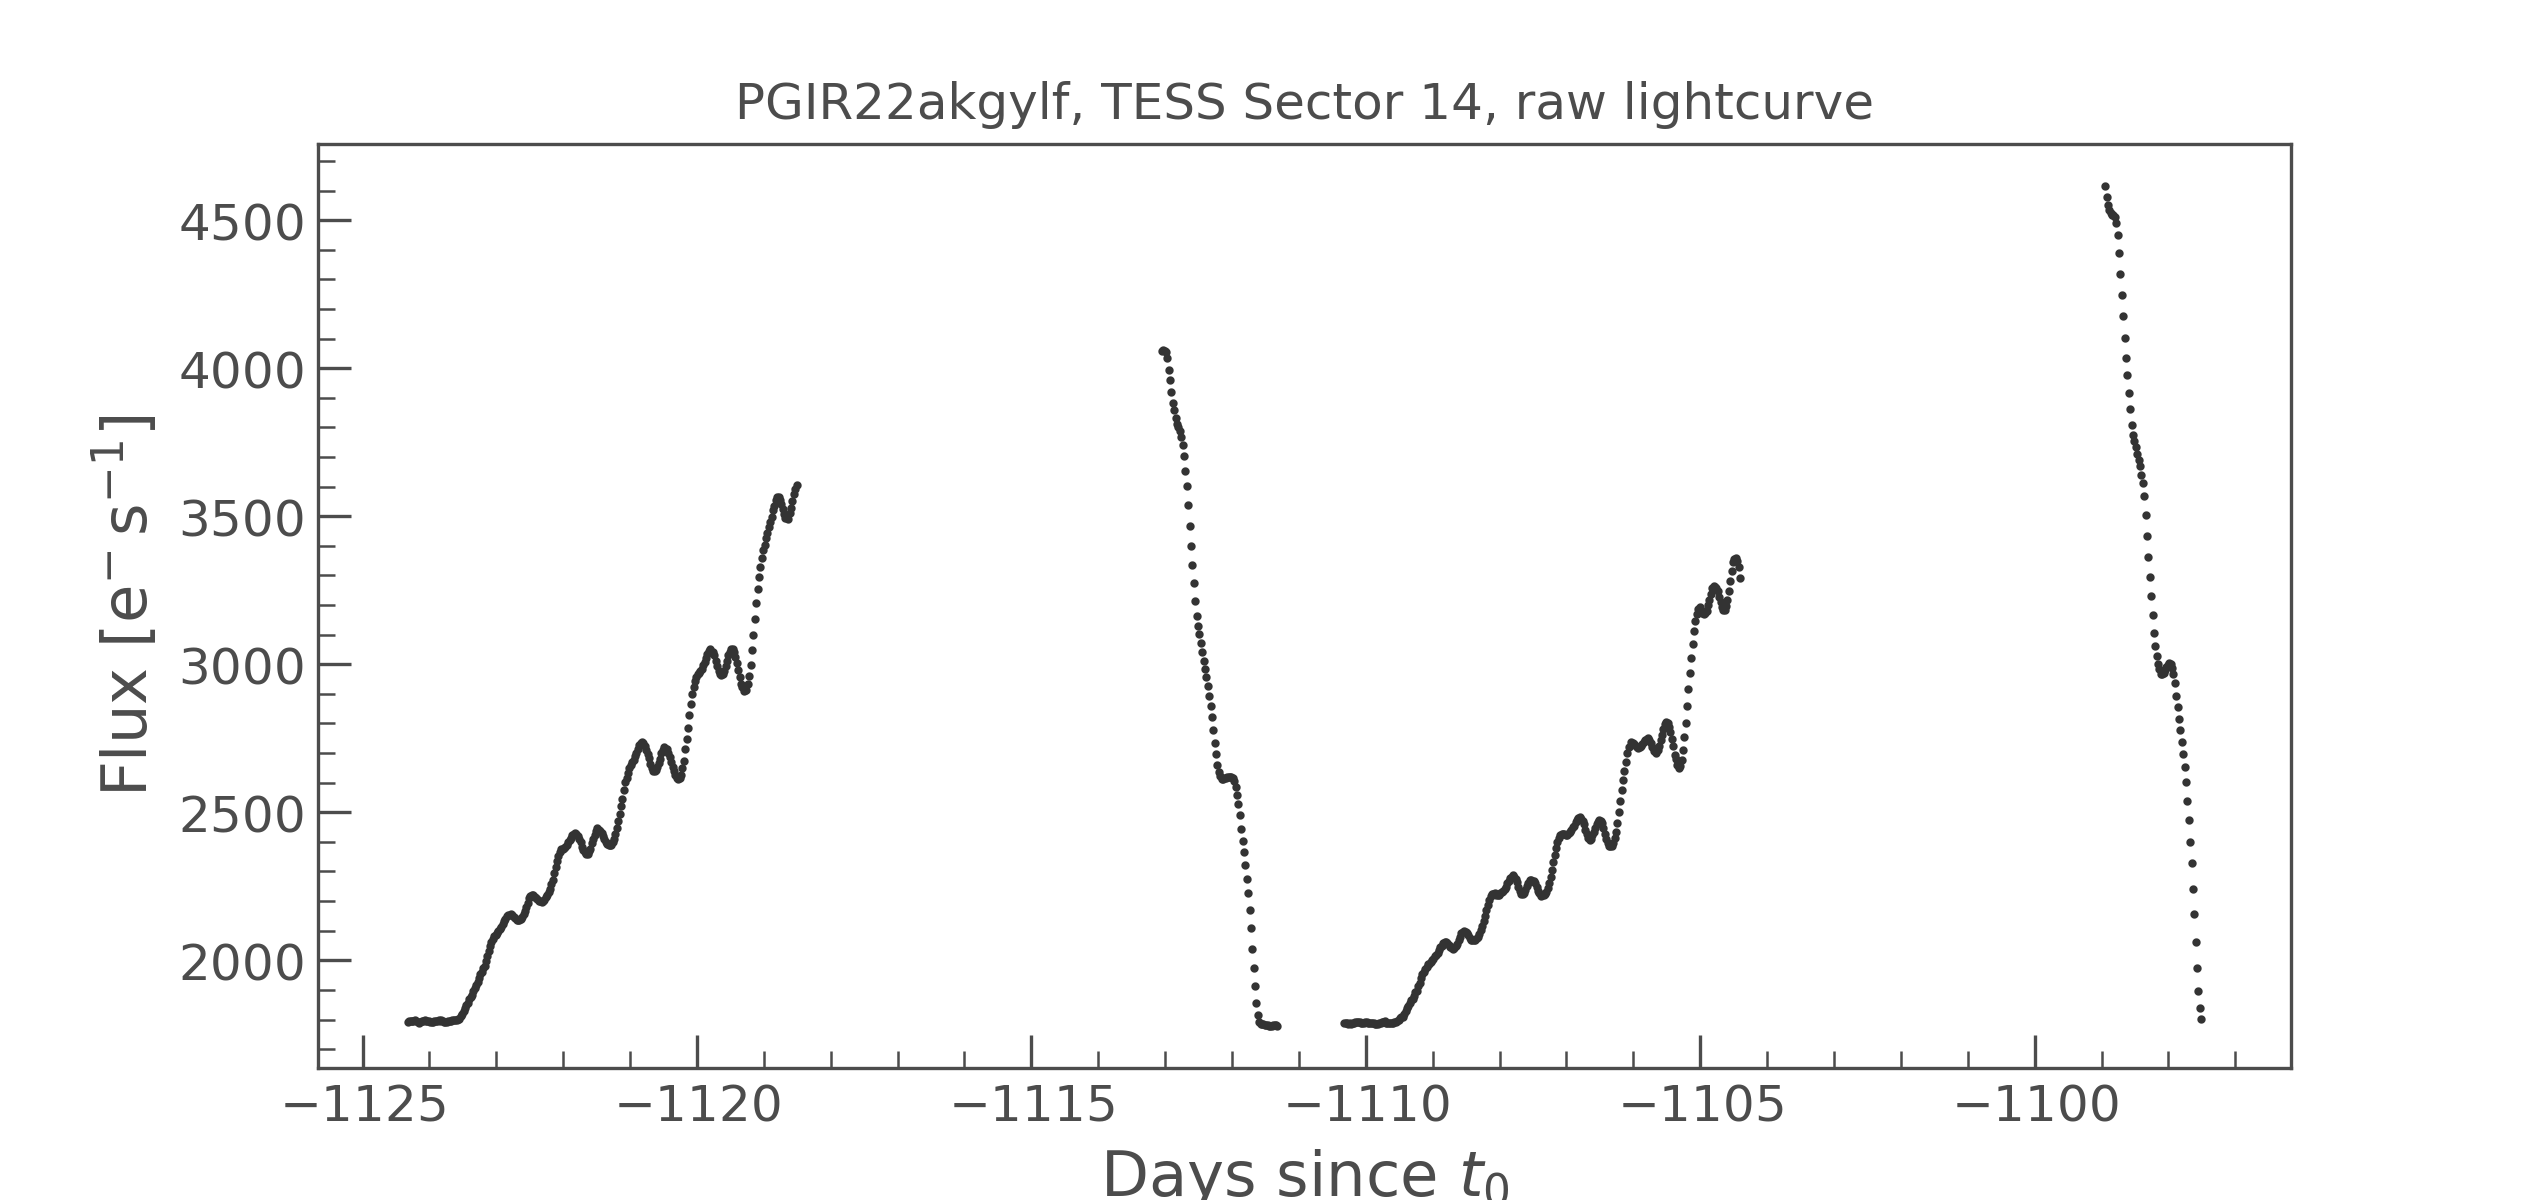 PGIR22akgylf, TESS Sector 14, raw lightcurve
Flux [e⁻ s⁻¹]
4500
4000
3500
3000
2500
2000
−1125 −1120 −1115 −1110 −1105 −1100
Days since t₀